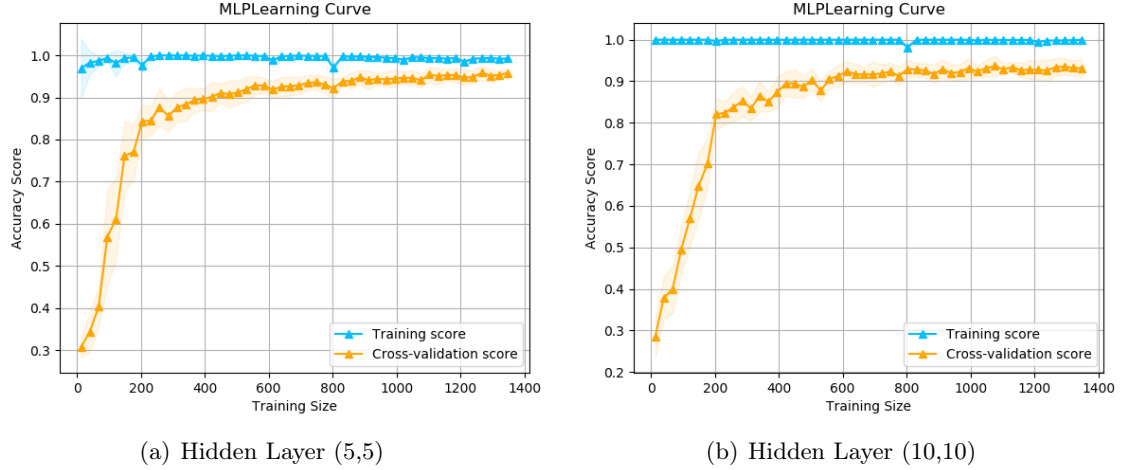 MLPLearning Curve
1.0
0.9
0.8
0.7
0.6
0.5
0.4
0.3
Accuracy Score
0
200
400
600
800
1000
1200
1400
Training Size
Training score
Cross-validation score
(a) Hidden Layer (5,5)
MLPLearning Curve
1.0
0.9
0.8
0.7
0.6
0.5
0.4
0.3
0.2
Accuracy Score
0
200
400
600
800
1000
1200
1400
Training Size
Training score
Cross-validation score
(b) Hidden Layer (10,10)